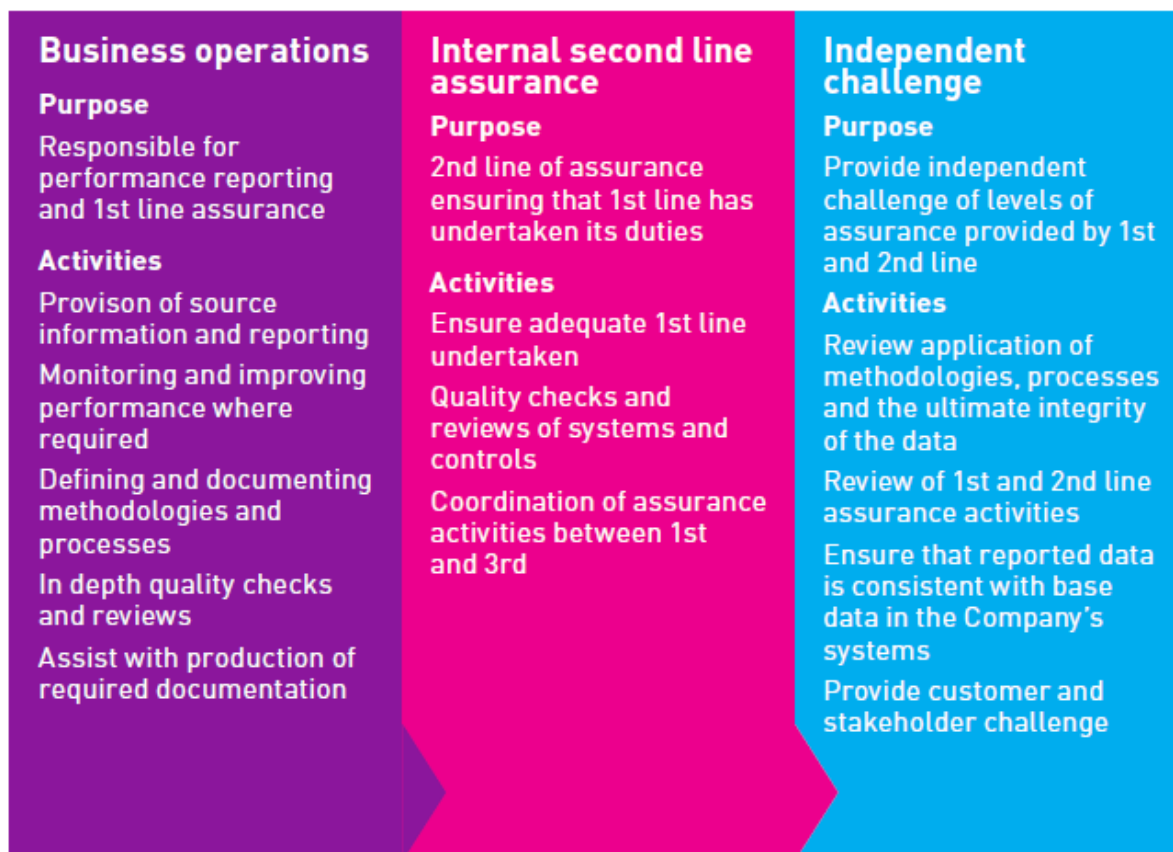 Business operations
Purpose
Responsible for
performance reporting
and 1st line assurance
Activities
Provison of source
information and reporting
Monitoring and improving
performance where
required
Defining and documenting
methodologies and
processes
In depth quality checks
and reviews
Assist with production of
required documentation
Internal second line
assurance
Purpose
2nd line of assurance
ensuring that 1st line has
undertaken its duties
Activities
Ensure adequate 1st line
undertaken
Quality checks and
reviews of systems and
controls
Coordination of assurance
activities between 1st
and 3rd
Independent
challenge
Purpose
Provide independent
challenge of levels of
assurance provided by 1st
and 2nd line
Activities
Review application of
methodologies, processes
and the ultimate integrity
of the data
Review of 1st and 2nd line
assurance activities
Ensure that reported data
is consistent with base
data in the Company's
systems
Provide customer and
stakeholder challenge